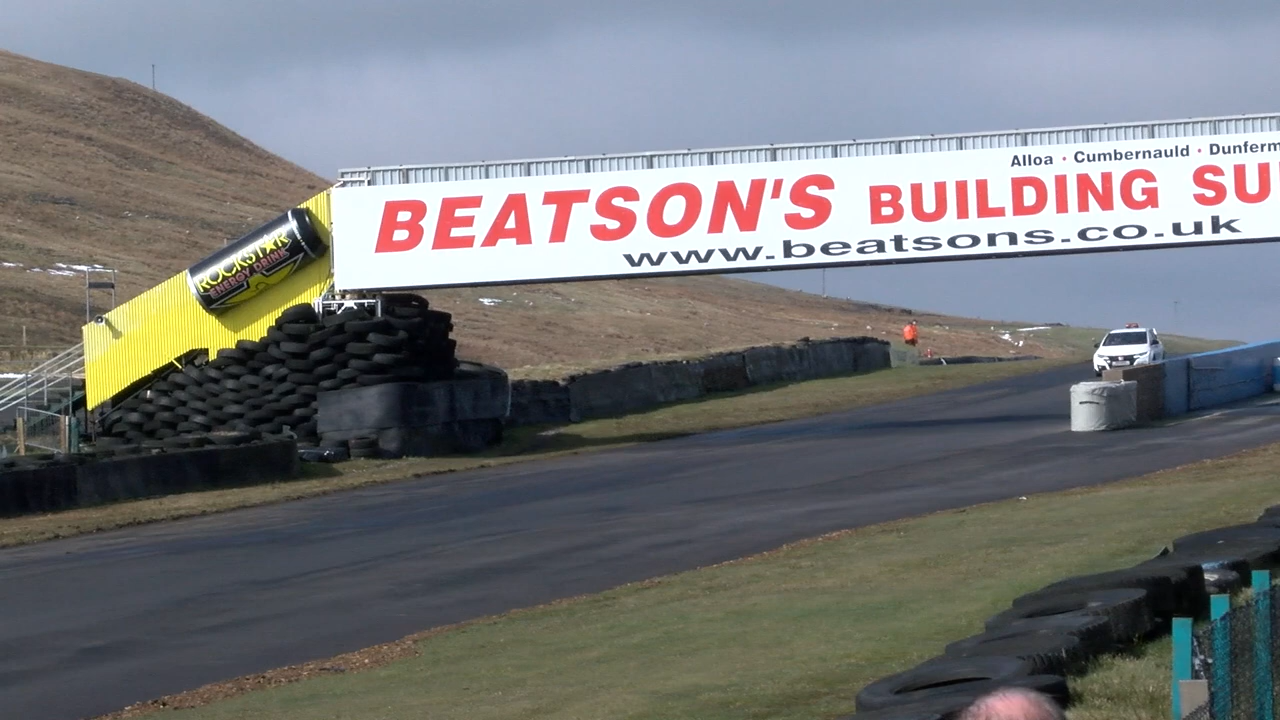 Alloa • Cumbernauld • Dunferm
BEATSON'S BUILDING SU
www.beatsons.co.uk
ROCKSTAR
ENERGY DRINK